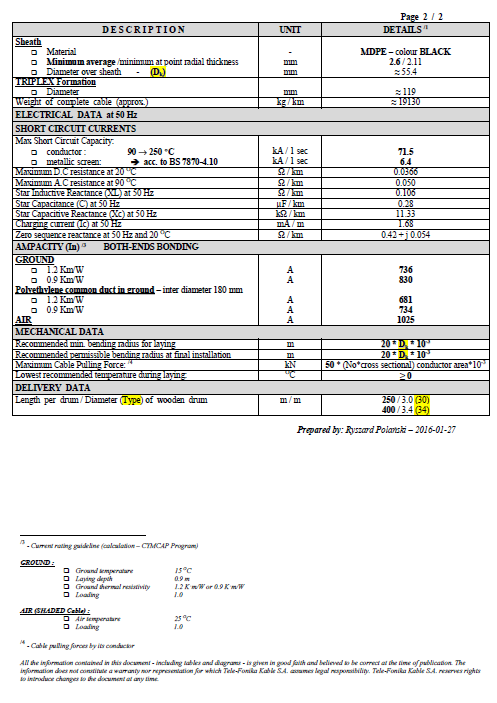 Page 2 / 2
DESCRIPTION UNIT DETAILS /1
Sheath
❑ Material - MDPE – colour BLACK
❑ Minimum average /minimum at point radial thickness mm 2.6 / 2.11
❑ Diameter over sheath - (Dk) mm ≈ 55.4
TRIPLEX Formation
❑ Diameter mm ≈ 119
Weight of complete cable (approx.) kg / km ≈ 19130
ELECTRICAL DATA at 50 Hz
SHORT CIRCUIT CURRENTS
Max Short Circuit Capacity:
❑ conductor : 90 → 250 °C kA / 1 sec 71.5
❑ metallic screen: ➔ acc. to BS 7870-4.10 kA / 1 sec 6.4
Maximum D.C resistance at 20 °C Ω / km 0.0366
Maximum A.C resistance at 90 °C Ω / km 0.050
Star Inductive Reactance (XL) at 50 Hz Ω / km 0.106
Star Capacitance (C) at 50 Hz µF / km 0.28
Star Capacitive Reactance (Xc) at 50 Hz kΩ / km 11.33
Charging current (Ic) at 50 Hz mA / m 1.68
Zero sequence reactance at 50 Hz and 20 °C Ω / km 0.42 + j 0.054
AMPACITY (In) /3 BOTH-ENDS BONDING
GROUND
❑ 1.2 Km/W A 736
❑ 0.9 Km/W A 830
Polyethylene common duct in ground – inter diameter 180 mm
❑ 1.2 Km/W A 681
❑ 0.9 Km/W A 734
AIR A 1025
MECHANICAL DATA
Recommended min. bending radius for laying m 20 * Dk * 10-3
Recommended permissible bending radius at final installation m 20 * Dk * 10-3
Maximum Cable Pulling Force: /4 kN 50 * (No*cross sectional) conductor area*10-3
Lowest recommended temperature during laying: °C ≥ 0
DELIVERY DATA
Length per drum / Diameter (Type) of wooden drum m / m 250 / 3.0 (30)
400 / 3.4 (34)
Prepared by: Ryszard Polański – 2016-01-27
/3 - Current rating guideline (calculation – CYMCAP Program)
GROUND :
❑ Ground temperature 15 °C
❑ Laying depth 0.9 m
❑ Ground thermal resistivity 1.2 K·m/W or 0.9 K·m/W
❑ Loading 1.0
AIR (SHADED Cable) :
❑ Air temperature 25 °C
❑ Loading 1.0
/4 - Cable pulling forces by its conductor
All the information contained in this document - including tables and diagrams - is given in good faith and believed to be correct at the time of publication. The
information does not constitute a warranty nor representation for which Tele-Fonika Kable S.A. assumes legal responsibility. Tele-Fonika Kable S.A. reserves rights
to introduce changes to the document at any time.